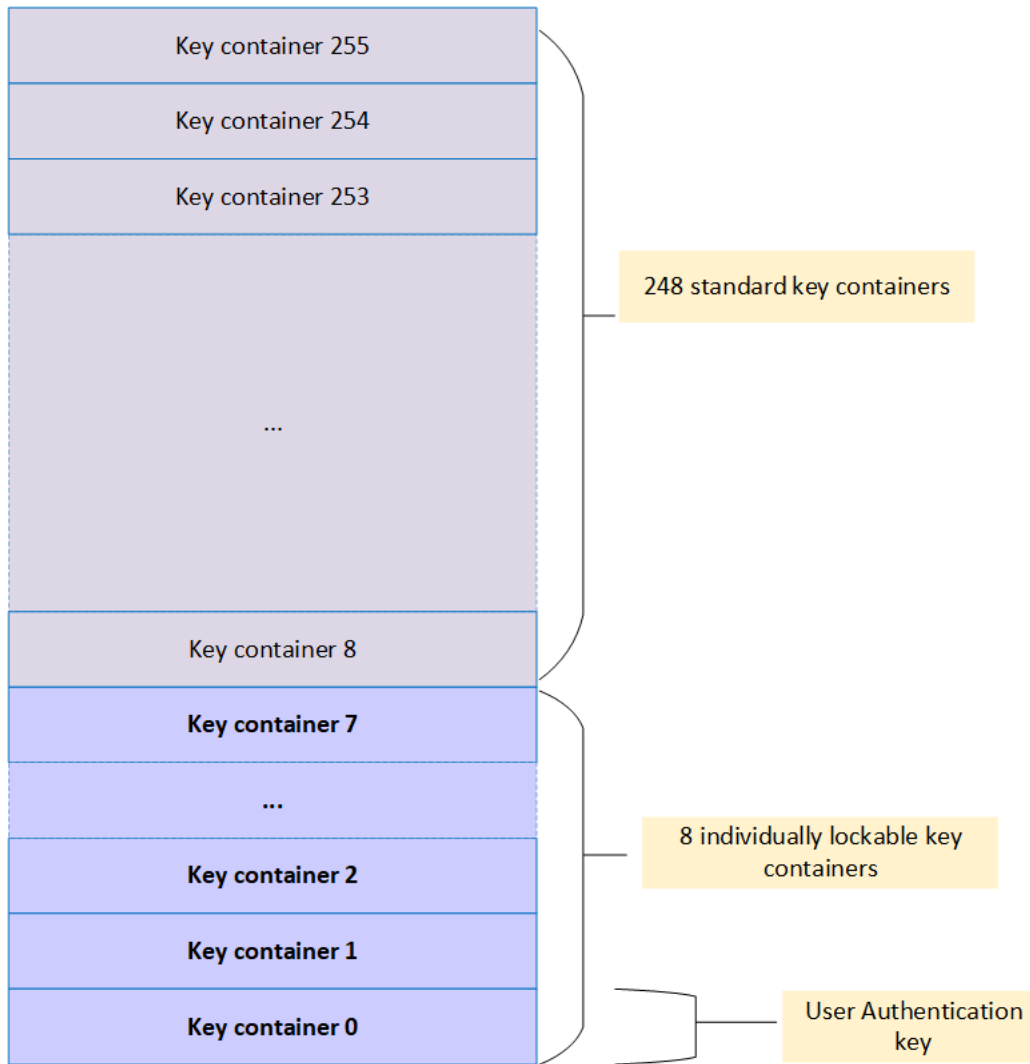 Key container 255
Key container 254
Key container 253
248 standard key containers
...
Key container 8
Key container 7
...
8 individually lockable key
containers
Key container 2
Key container 1
Key container 0
User Authentication
key